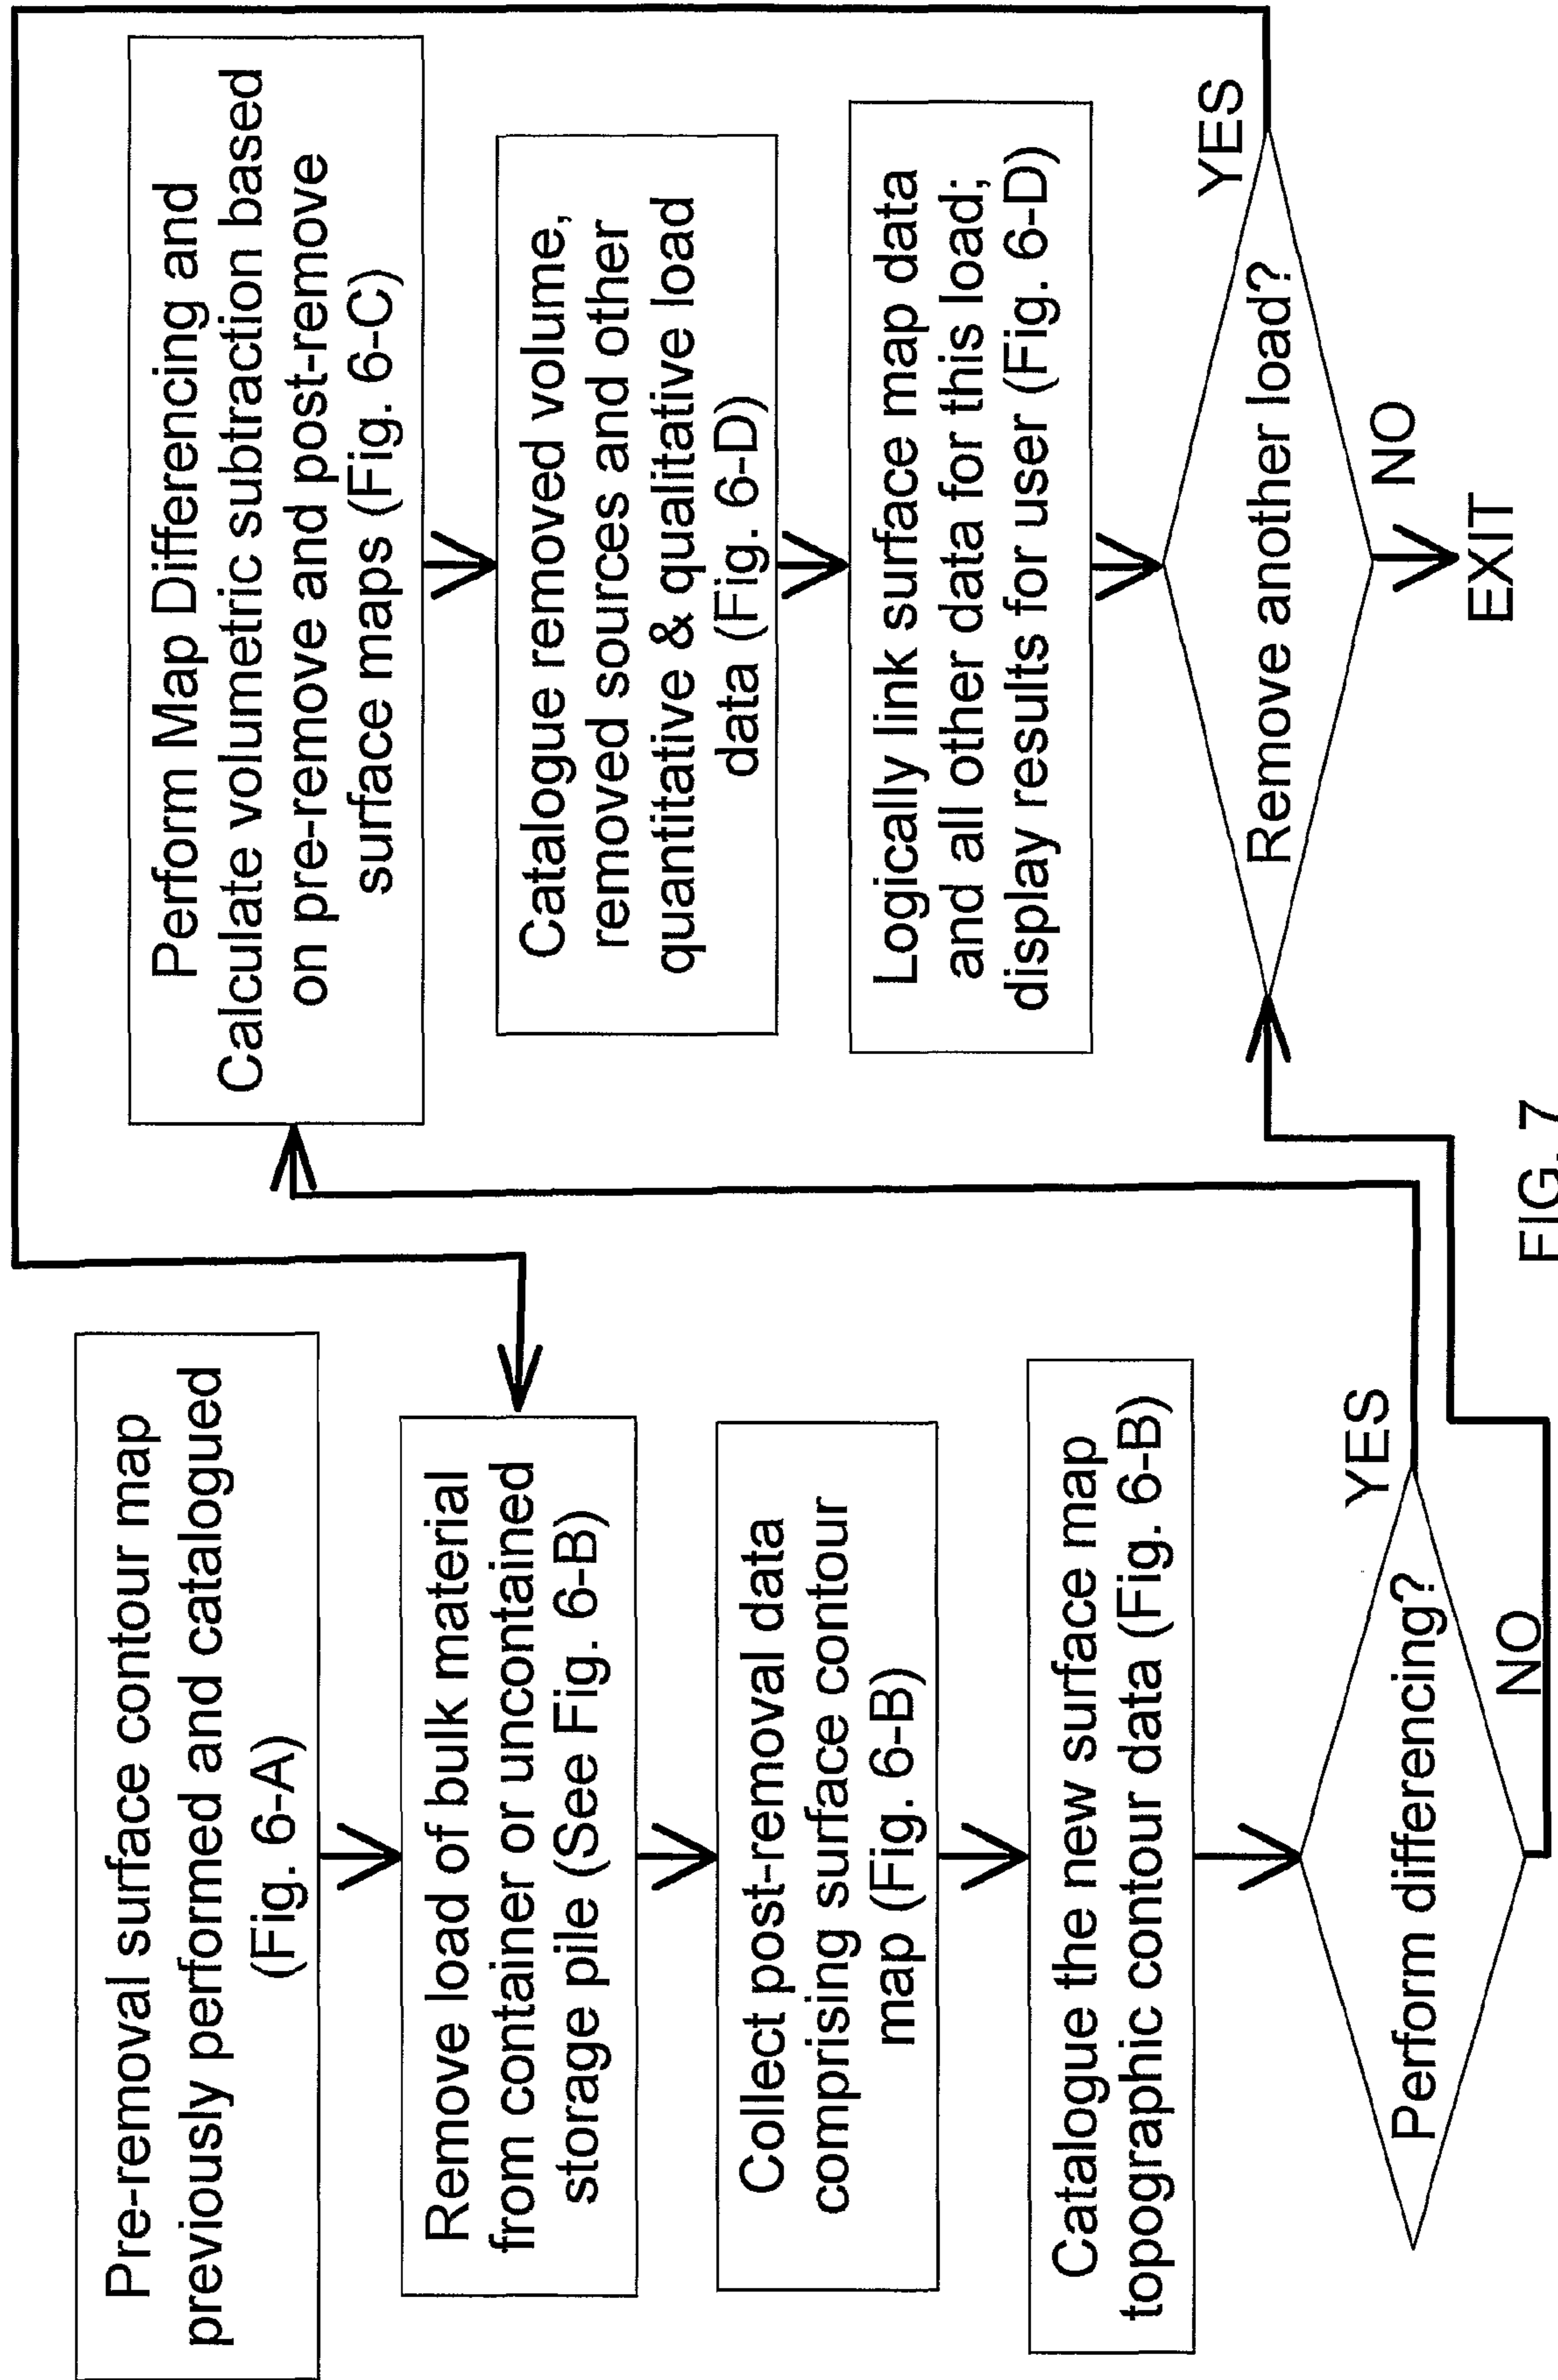 Pre-removal surface contour map
previously performed and catalogued
(Fig. 6-A)
Remove load of bulk material
from container or uncontained
storage pile (See Fig. 6-B)
Collect post-removal data
comprising surface contour
map (Fig. 6-B)
Catalogue the new surface map
topographic contour data (Fig. 6-B)
Perform differencing?
YES
NO
Perform Map Differencing and
Calculate volumetric subtraction based
on pre-remove and post-remove
surface maps (Fig. 6-C)
Catalogue removed volume,
removed sources and other
quantitative & qualitative load
data (Fig. 6-D)
Logically link surface map data
and all other data for this load;
display results for user (Fig. 6-D)
Remove another load?
YES
NO
EXIT
FIG. 7